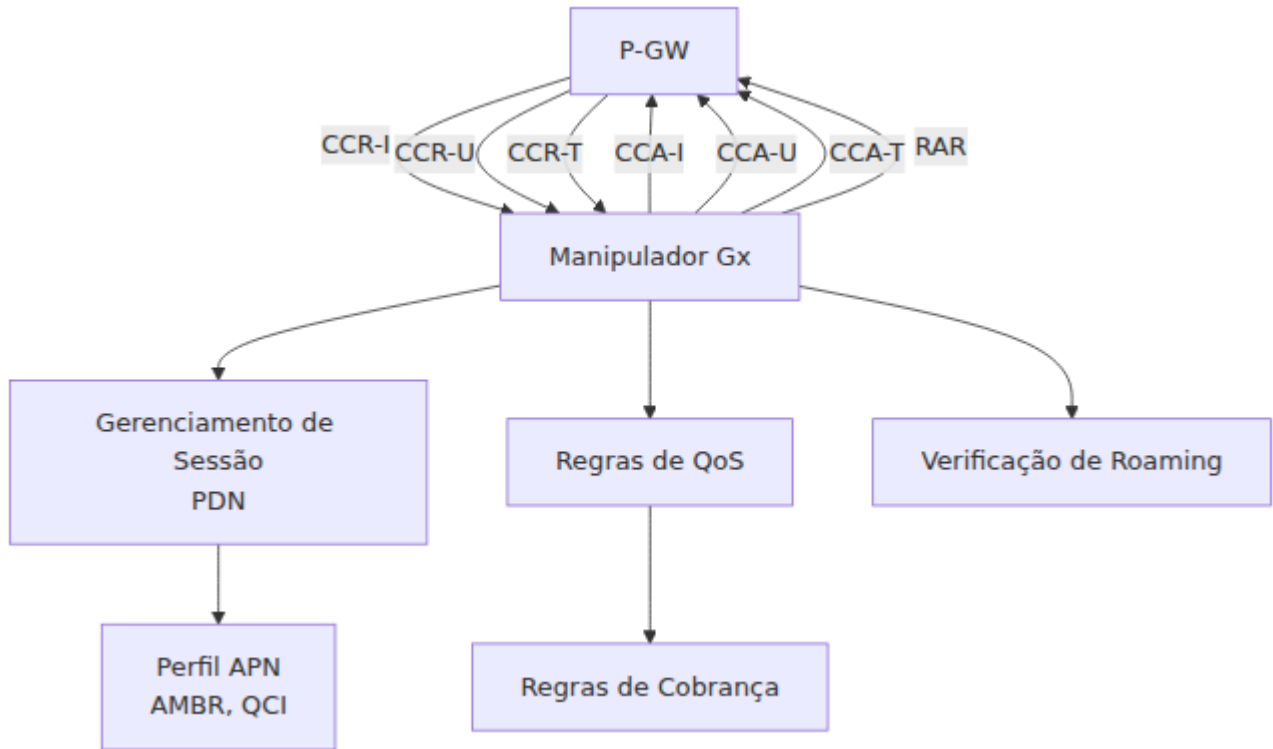 P-GW
CCR-I
CCR-U
CCR-T
CCA-I
CCA-U
CCA-T
RAR
Manipulador Gx
Gerenciamento de
Sessão
PDN
Regras de QoS
Verificação de Roaming
Perfil APN
AMBR, QCI
Regras de Cobrança